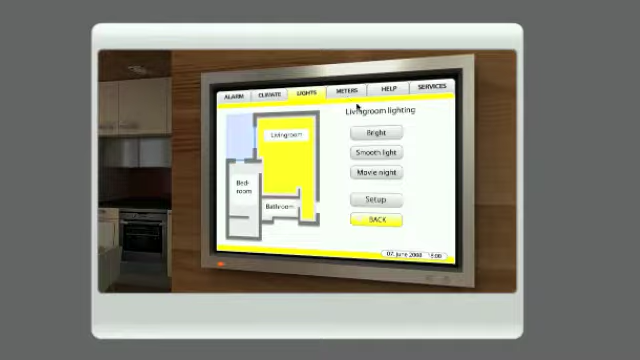 ALARM CLIMATE LIGHTS METERS HELP SERVICES
Livingroom lighting
Livingroom
Bright
Smooth light
Movie night
Bed-
room
Bathroom
Setup
BACK
07. June 2008